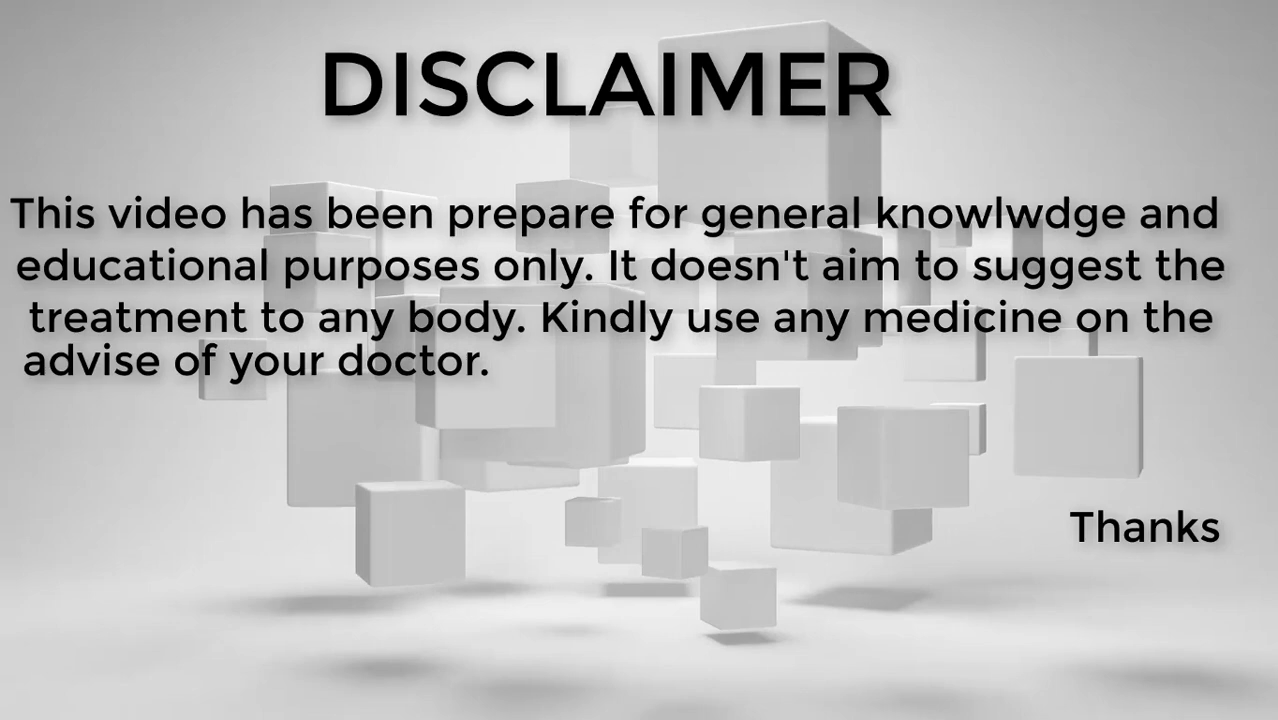 DISCLAIMER
This video has been prepare for general knowlwdge and
educational purposes only. It doesn't aim to suggest the
treatment to any body. Kindly use any medicine on the
advise of your doctor.
Thanks